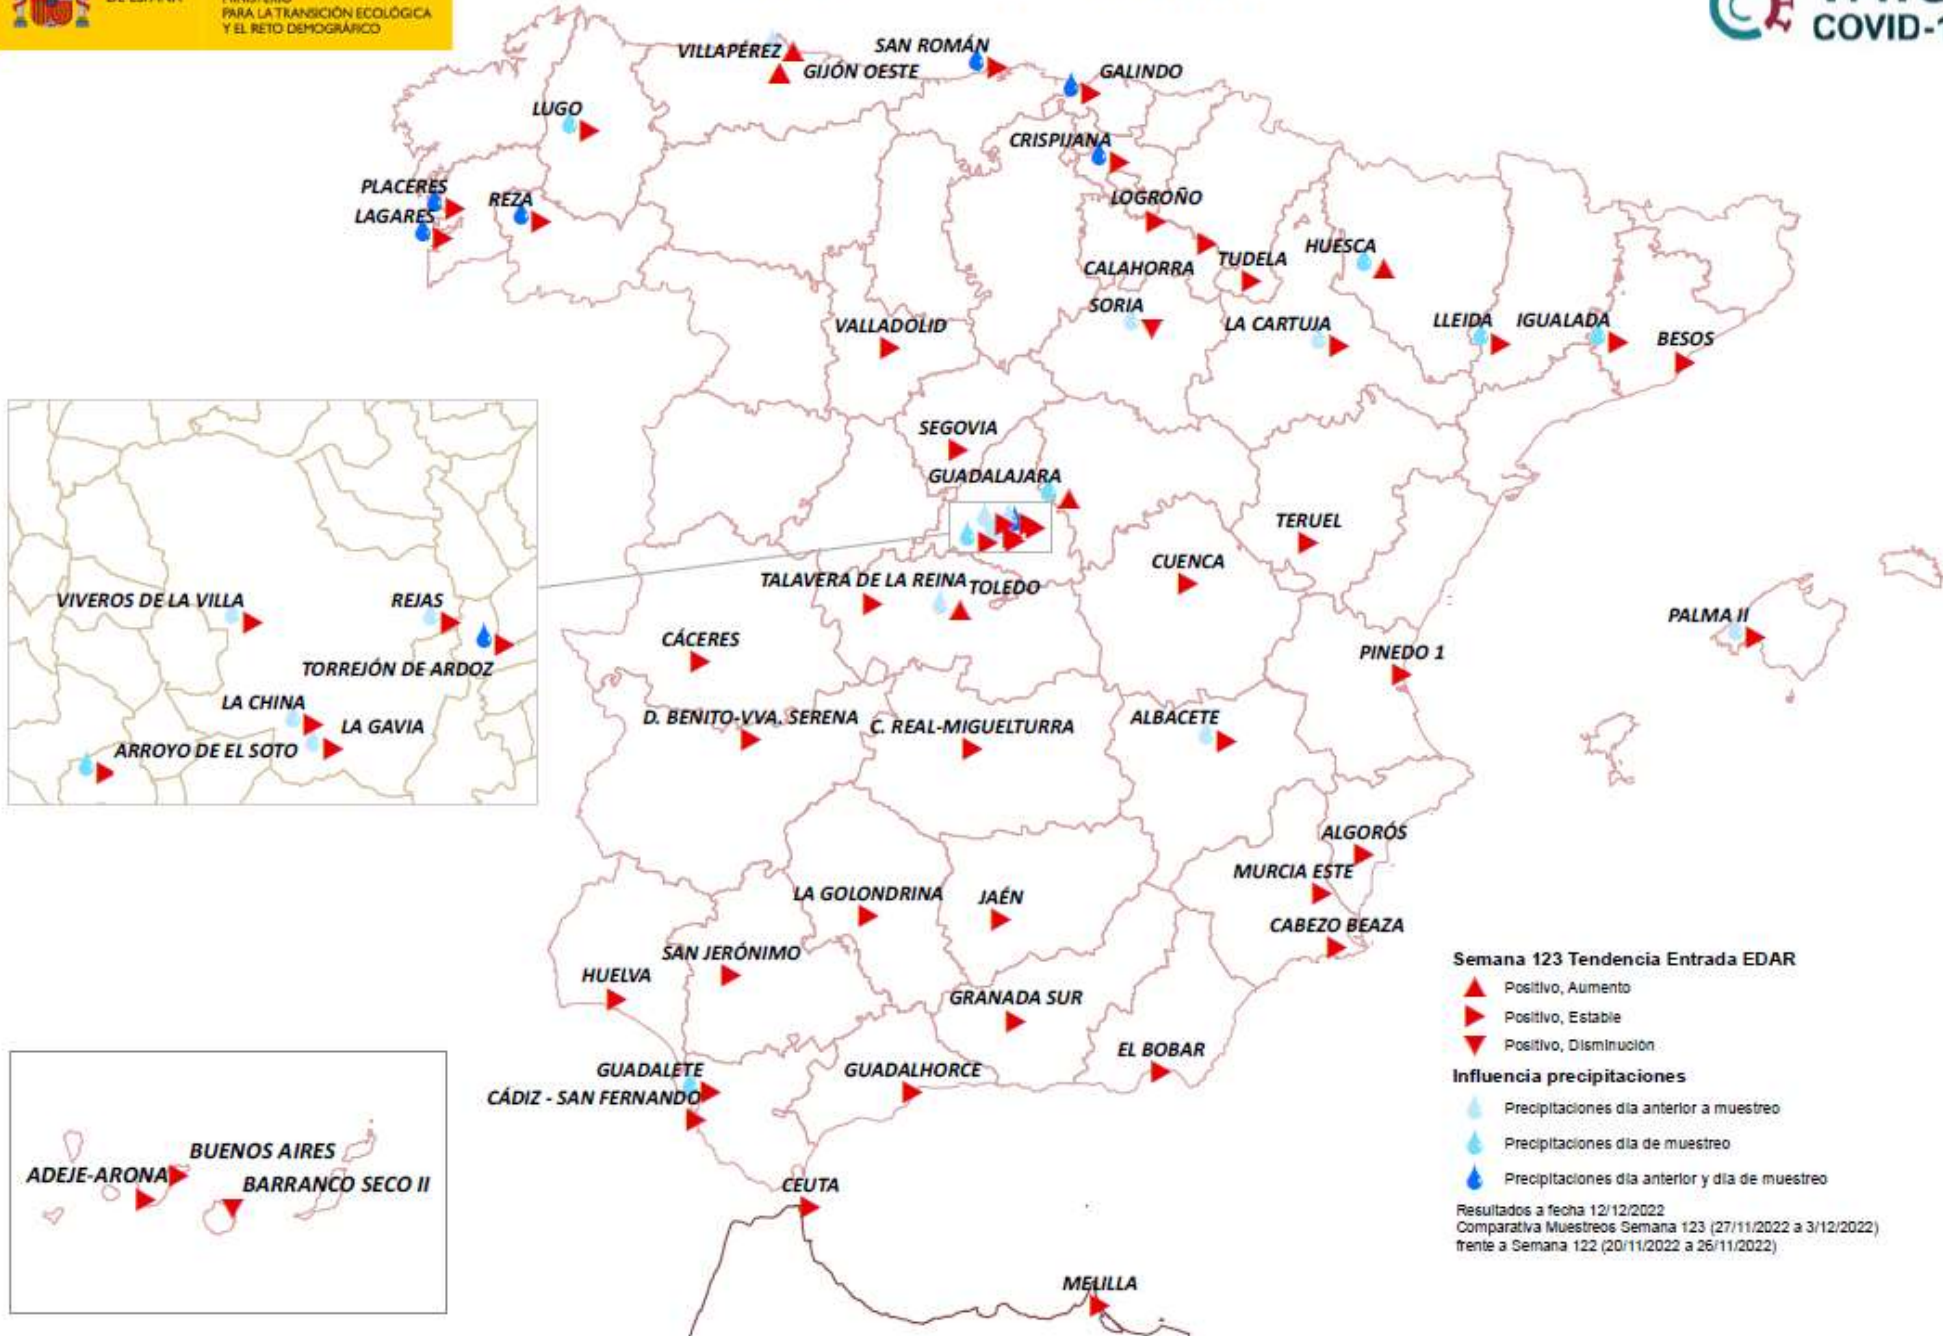 PARA LA TRANSICIÓN ECOLÓGICA
Y EL RETO DEMOGRÁFICO
COVID-1
VILLAPÉREZ
SAN ROMÁN
GIJÓN OESTE
GALINDO
LUGO
CRISPIJANA
PLACERES
REZA
LOGROÑO
LAGARES
HUESCA
TUDELA
CALAHORRA
SORIA
VALLADOLID
LA CARTUJA
LLEIDA
IGUALADA
BESOS
SEGOVIA
GUADALAJARA
TERUEL
CUENCA
TALAVERA DE LA REINA
TOLEDO
VIVEROS DE LA VILLA
REJAS
PALMA II
CÁCERES
PINEDO 1
TORREJÓN DE ARDOZ
LA CHINA
LA GAVIA
D. BENITO-VVA. SERENA
C. REAL-MIGUELTURRA
ALBACETE
ARROYO DE EL SOTO
ALGORÓS
MURCIA ESTE
LA GOLONDRINA
JAÉN
CABEZO BEAZA
SAN JERÓNIMO
HUELVA
GRANADA SUR
EL BOBAR
GUADALETE
GUADALHORCE
CÁDIZ - SAN FERNANDO
BUENOS AIRES
ADEJE-ARONA
BARRANCO SECO II
CEUTA
MELILLA
Semana 123 Tendencia Entrada EDAR
Positivo, Aumento
Positivo, Estable
Positivo, Disminución
Influencia precipitaciones
Precipitaciones día anterior a muestreo
Precipitaciones día de muestreo
Precipitaciones día anterior y día de muestreo
Resultados a fecha 12/12/2022
Comparativa Muestreos Semana 123 (27/11/2022 a 3/12/2022)
frente a Semana 122 (20/11/2022 a 26/11/2022)